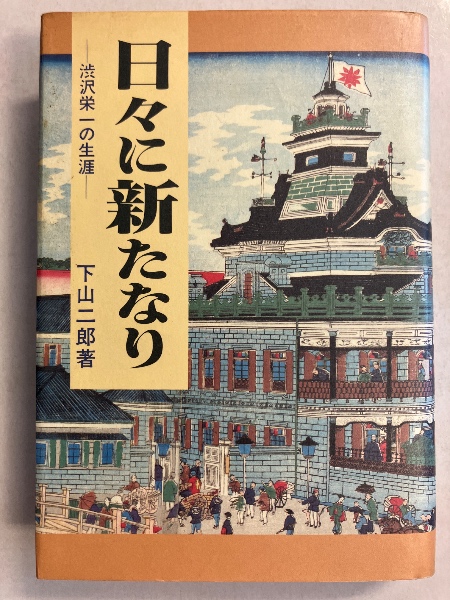 日々に新たなり
―渋沢栄一の生涯―
下山二郎著